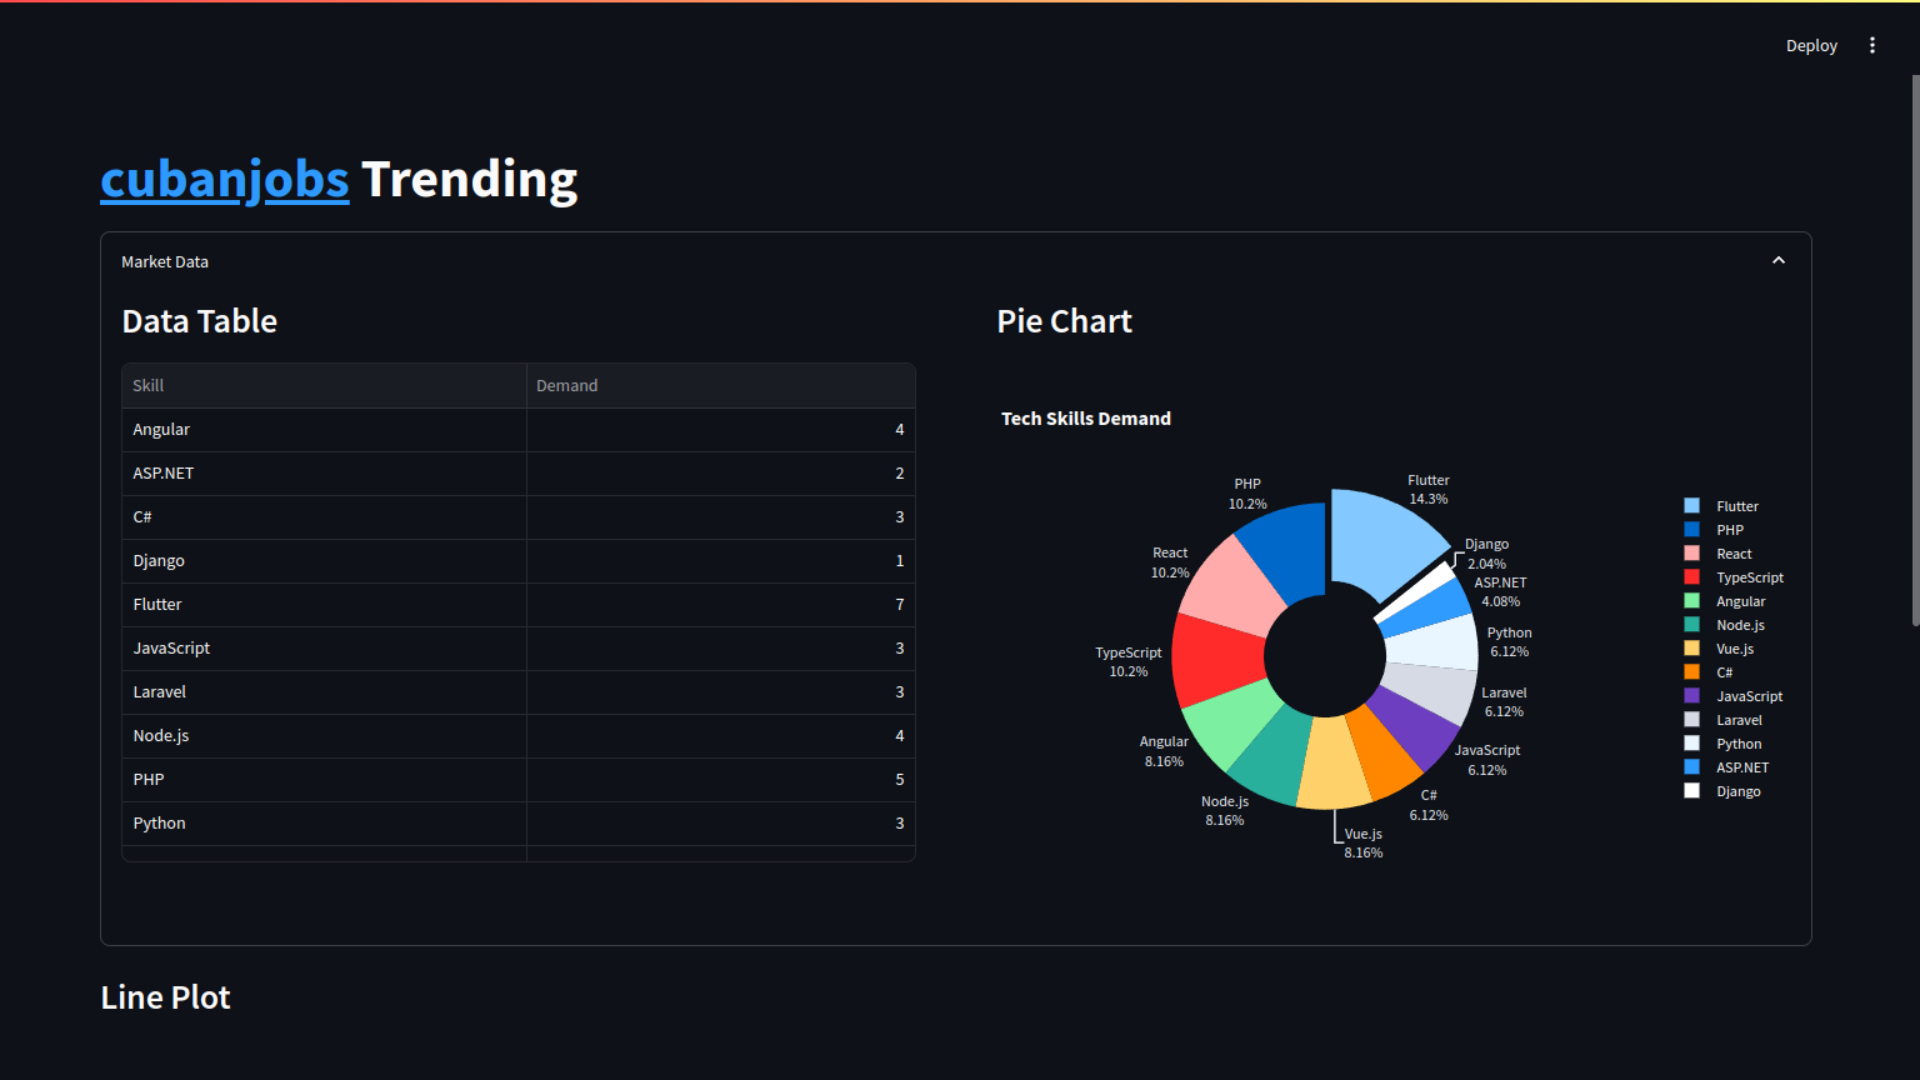 Deploy
cubanjobs Trending
Market Data
Data Table
Skill Demand
Angular 4
ASP.NET 2
C# 3
Django 1
Flutter 7
JavaScript 3
Laravel 3
Node.js 4
PHP 5
Python 3
Pie Chart
Tech Skills Demand
Flutter
14.3%
Django
2.04%
ASP.NET
4.08%
Python
6.12%
Laravel
6.12%
JavaScript
6.12%
C#
6.12%
Vue.js
8.16%
Node.js
8.16%
Angular
8.16%
TypeScript
10.2%
React
10.2%
PHP
10.2%
Flutter
PHP
React
TypeScript
Angular
Node.js
Vue.js
C#
JavaScript
Laravel
Python
ASP.NET
Django
Line Plot